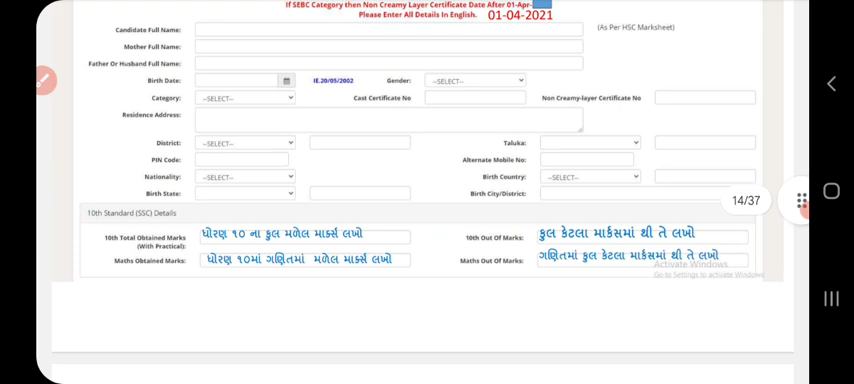 If SEBC Category then Non Creamy Layer Certificate Date After 01-Apr-
Please Enter All Details In English. 01-04-2021
Candidate Full Name: (As Per HSC Marksheet)
Mother Full Name:
Father Or Husband Full Name:
Birth Date: IE.20/05/2002 Gender: --SELECT--
Category: --SELECT-- Cast Certificate No Non Creamy-layer Certificate No
Residence Address:
District: --SELECT-- Taluka:
PIN Code: Alternate Mobile No:
Nationality: --SELECT-- Birth Country: --SELECT--
Birth State: Birth City/District:
14/37
10th Standard (SSC) Details
10th Total Obtained Marks (With Practical): ધોરણ ૧૦ ના કુલ મળેલ માર્ક્સ લખો 10th Out Of Marks: કુલ કેટલા માર્કસમાં થી તે લખો
Maths Obtained Marks: ધોરણ ૧૦માં ગણિતમાં મળેલ માર્ક્સ લખો Maths Out Of Marks: ગણિતમાં કુલ કેટલા માર્કસમાં થી તે લખો
Activate Windows
Go to Settings to activate Windows